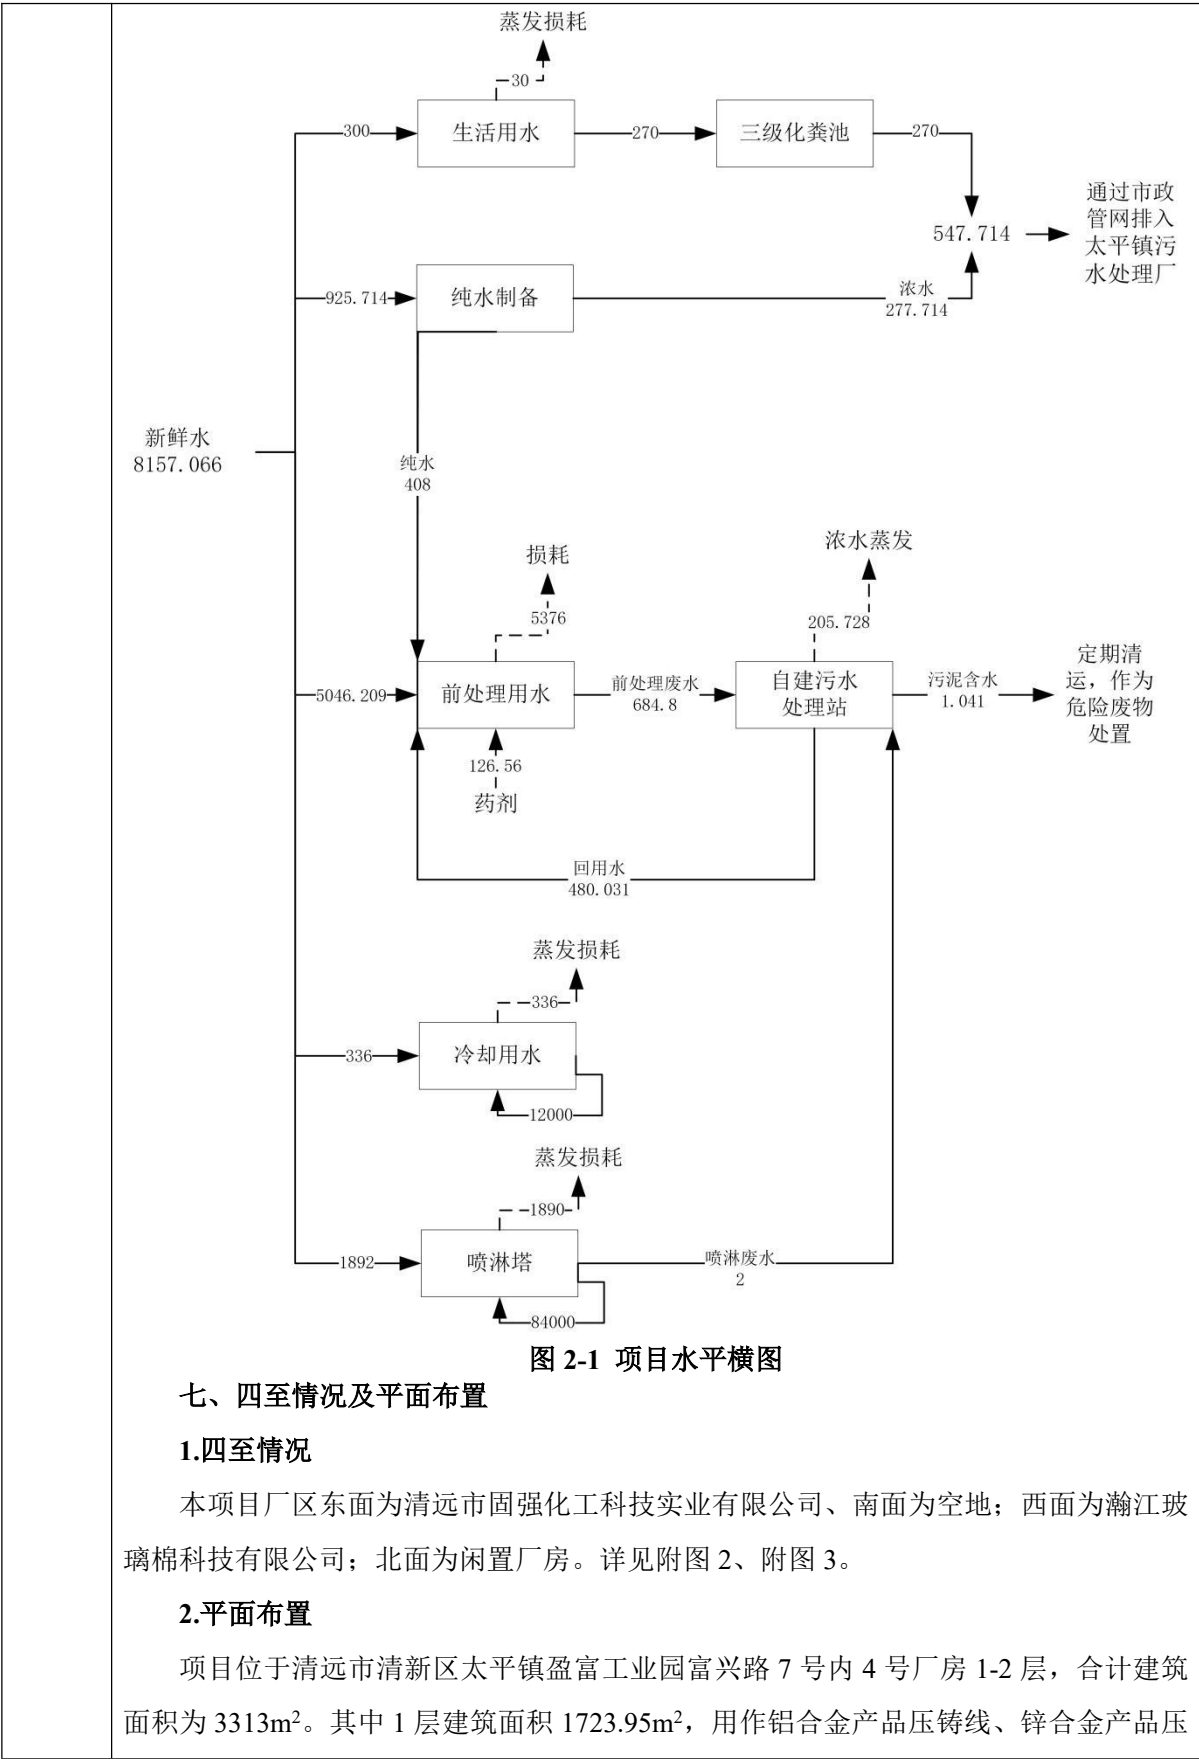 蒸发损耗
30
300
生活用水
270
三级化粪池
270
通过市政
管网排入
太平镇污
水处理厂
547.714
925.714
纯水制备
浓水
277.714
新鲜水
8157.066
纯水
408
损耗
5376
浓水蒸发
205.728
5046.209
前处理用水
前处理废水
684.8
自建污水
处理站
污泥含水
1.041
定期清
运，作为
危险废物
处置
126.56
药剂
回用水
480.031
蒸发损耗
336
336
冷却用水
12000
蒸发损耗
1890
1892
喷淋塔
喷淋废水
2
84000
图 2-1 项目水平横图
七、四至情况及平面布置
1.四至情况
本项目厂区东面为清远市固强化工科技实业有限公司、南面为空地；西面为瀚江玻
璃棉科技有限公司；北面为闲置厂房。详见附图 2、附图 3。
2.平面布置
项目位于清远市清新区太平镇盈富工业园富兴路 7 号内 4 号厂房 1-2 层，合计建筑
面积为 3313m²。其中 1 层建筑面积 1723.95m²，用作铝合金产品压铸线、锌合金产品压